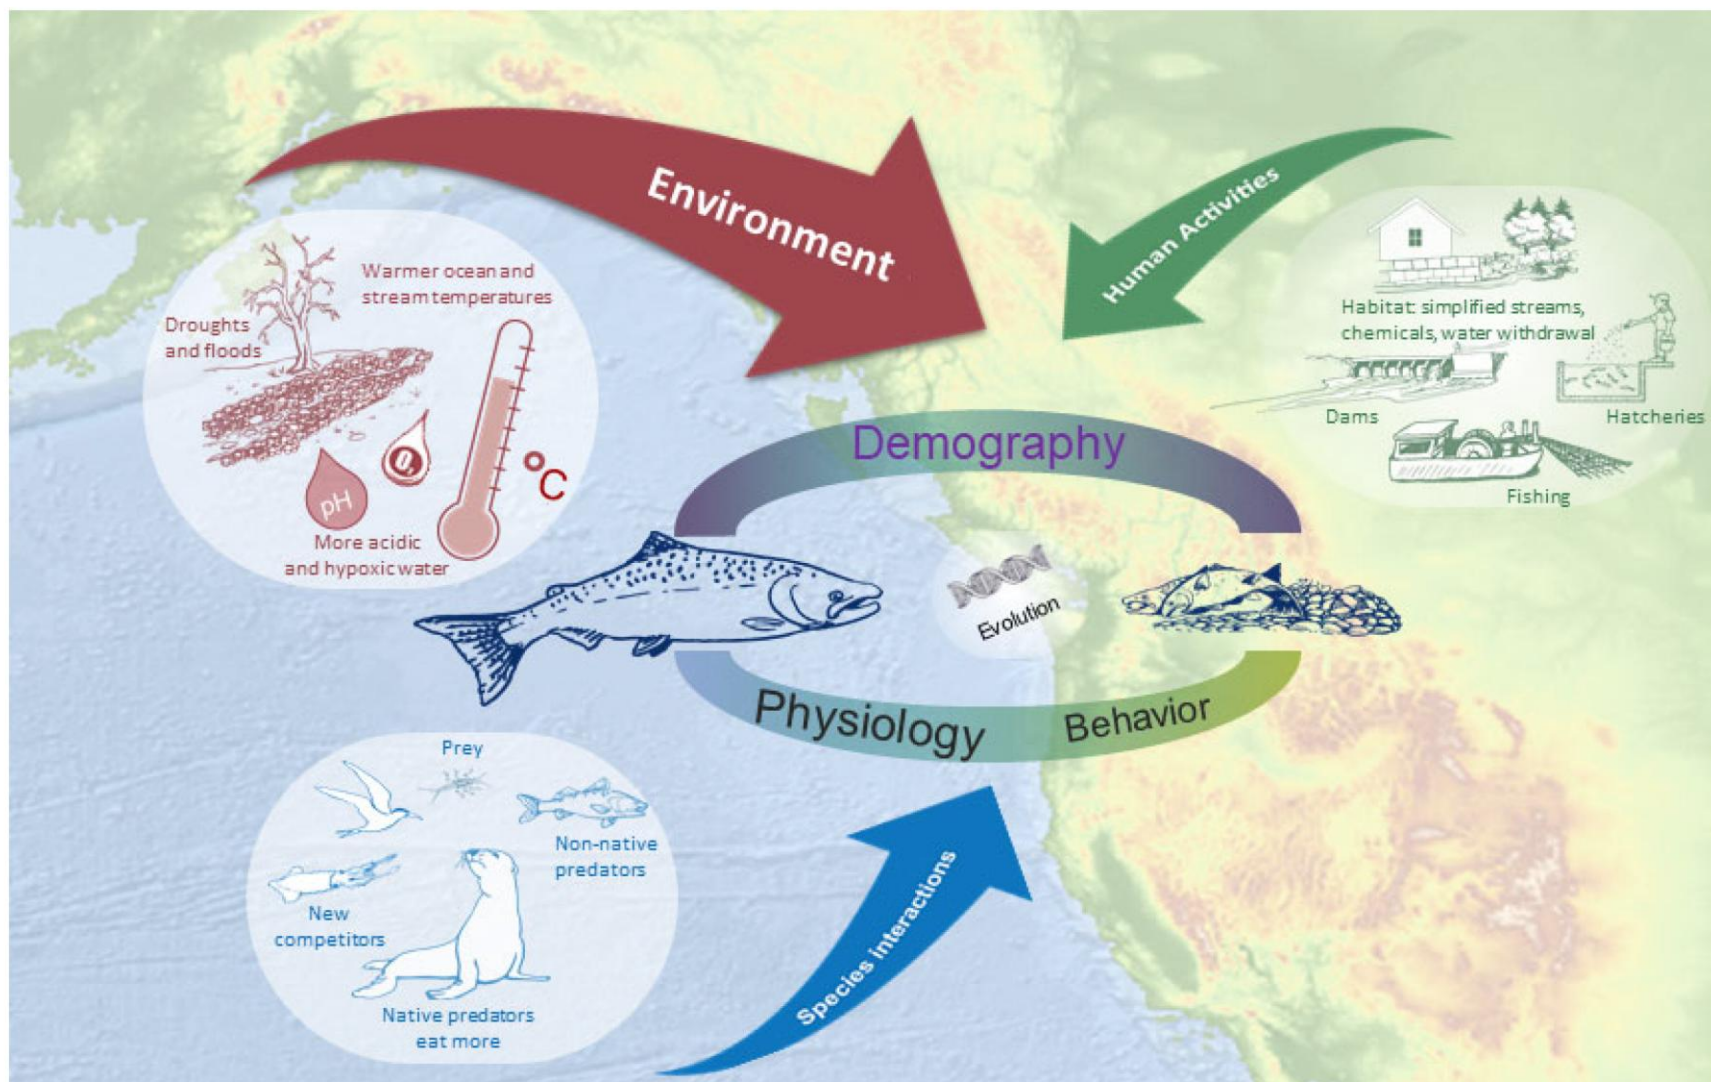 Environment
Human Activities
Warmer ocean and
stream temperatures
Droughts
and floods
O₂
pH
°C
More acidic
and hypoxic water
Habitat: simplified streams,
chemicals, water withdrawal
Dams
Hatcheries
Fishing
Demography
Evolution
Physiology
Behavior
Prey
Non-native
predators
New
competitors
Native predators
eat more
Species interactions